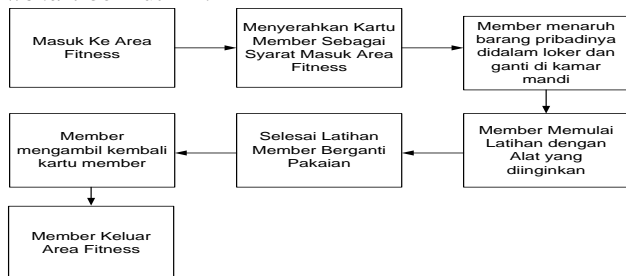 Masuk Ke Area
Fitness
Menyerahkan Kartu
Member Sebagai
Syarat Masuk Area
Fitness
Member menaruh
barang pribadinya
didalam loker dan
ganti di kamar
mandi
Member Memulai
Latihan dengan
Alat yang
diinginkan
Selesai Latihan
Member Berganti
Pakaian
Member
mengambil kembali
kartu member
Member Keluar
Area Fitness